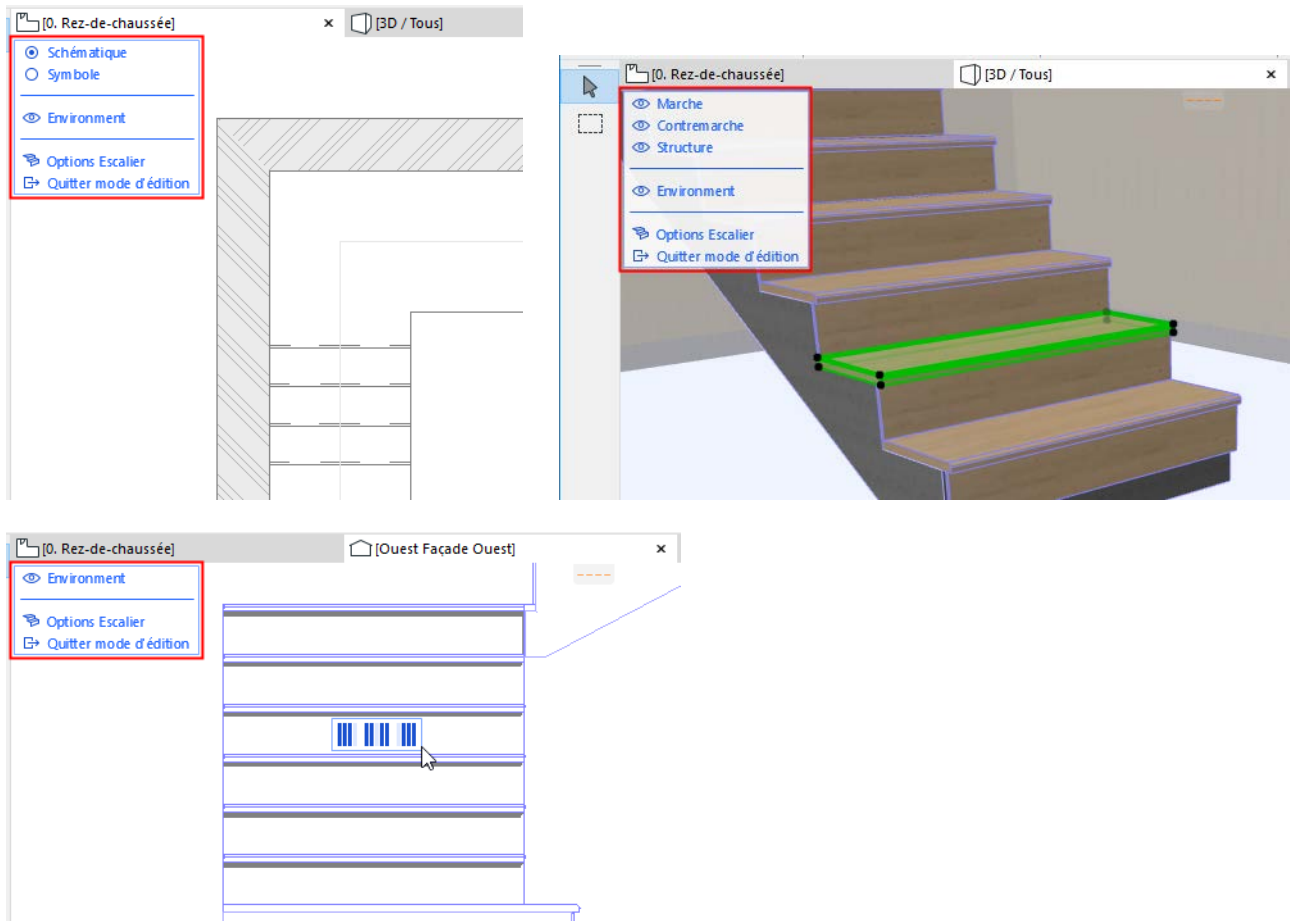 [0. Rez-de-chaussée]
[3D / Tous]
Schématique
Symbole
Environment
Options Escalier
Quitter mode d'édition
[0. Rez-de-chaussée]
[3D / Tous]
Marche
Contremarche
Structure
Environment
Options Escalier
Quitter mode d'édition
[0. Rez-de-chaussée]
[Ouest Façade Ouest]
Environment
Options Escalier
Quitter mode d'édition